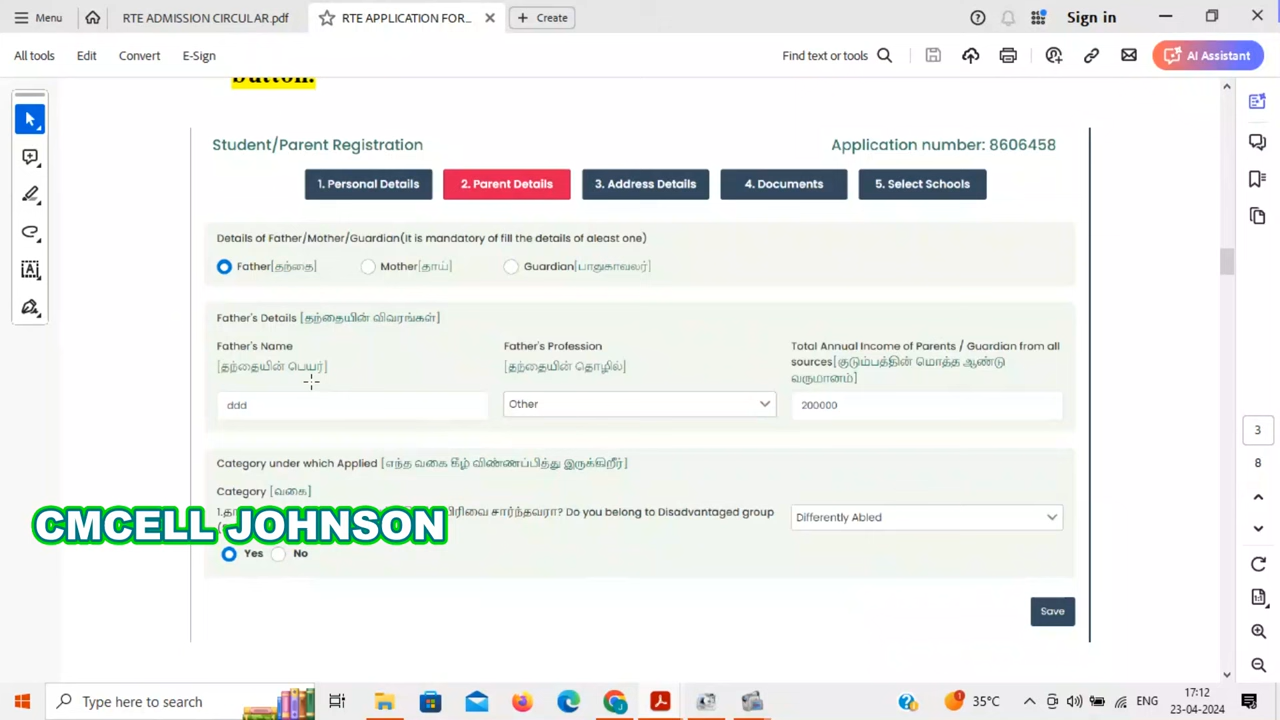 Menu
RTE ADMISSION CIRCULAR.pdf
RTE APPLICATION FOR...
Create
Sign in
All tools
Edit
Convert
E-Sign
Find text or tools
AI Assistant
button.
Student/Parent Registration
Application number: 8606458
1. Personal Details
2. Parent Details
3. Address Details
4. Documents
5. Select Schools
Details of Father/Mother/Guardian(It is mandatory of fill the details of aleast one)
Father[தந்தை]
Mother[தாய்]
Guardian[பாதுகாவலர்]
Father's Details [தந்தையின் விவரங்கள்]
Father's Name
[தந்தையின் பெயர்]
ddd
Father's Profession
[தந்தையின் தொழில்]
Other
Total Annual Income of Parents / Guardian from all
sources[குடும்பத்தின் மொத்த ஆண்டு
வருமானம்]
200000
Category under which Applied [எந்த வகை கீழ் விண்ணப்பித்து இருக்கிறீர்]
Category [வகை]
பிரிவை சார்ந்தவரா? Do you belong to Disadvantaged group
Differently Abled
CMCELL JOHNSON
Yes
No
Save
3
8
Type here to search
35°C
ENG
17:12
23-04-2024